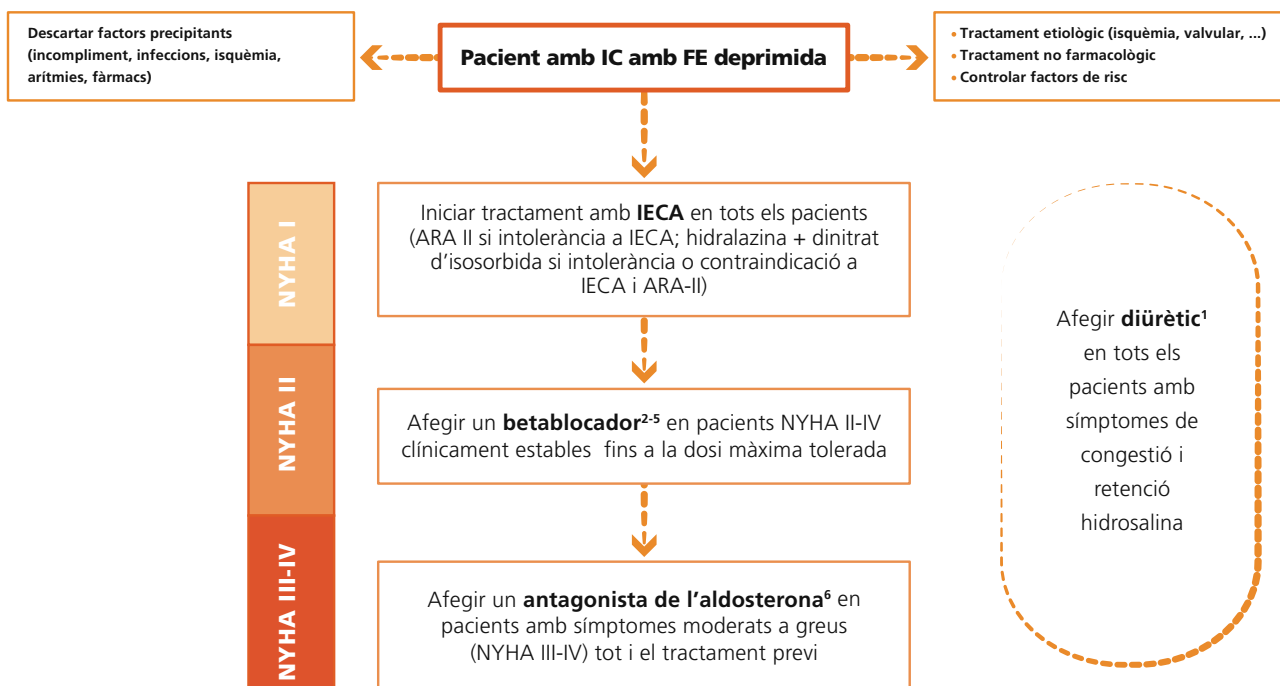 Descartar factors precipitants
(incompliment, infeccions, isquèmia,
arítmies, fàrmacs)
Pacient amb IC amb FE deprimida
• Tractament etiològic (isquèmia, valvular, ...)
• Tractament no farmacològic
• Controlar factors de risc
NYHA I
Iniciar tractament amb IECA en tots els pacients
(ARA II si intolerància a IECA; hidralazina + dinitrat
d’isosorbida si intolerància o contraindicació a
IECA i ARA-II)
NYHA II
Afegir un betablocador²⁻⁵ en pacients NYHA II-IV
clínicament estables fins a la dosi màxima tolerada
NYHA III-IV
Afegir un antagonista de l’aldosterona⁶ en
pacients amb símptomes moderats a greus
(NYHA III-IV) tot i el tractament previ
Afegir diürètic¹
en tots els
pacients amb
símptomes de
congestió i
retenció
hidrosalina